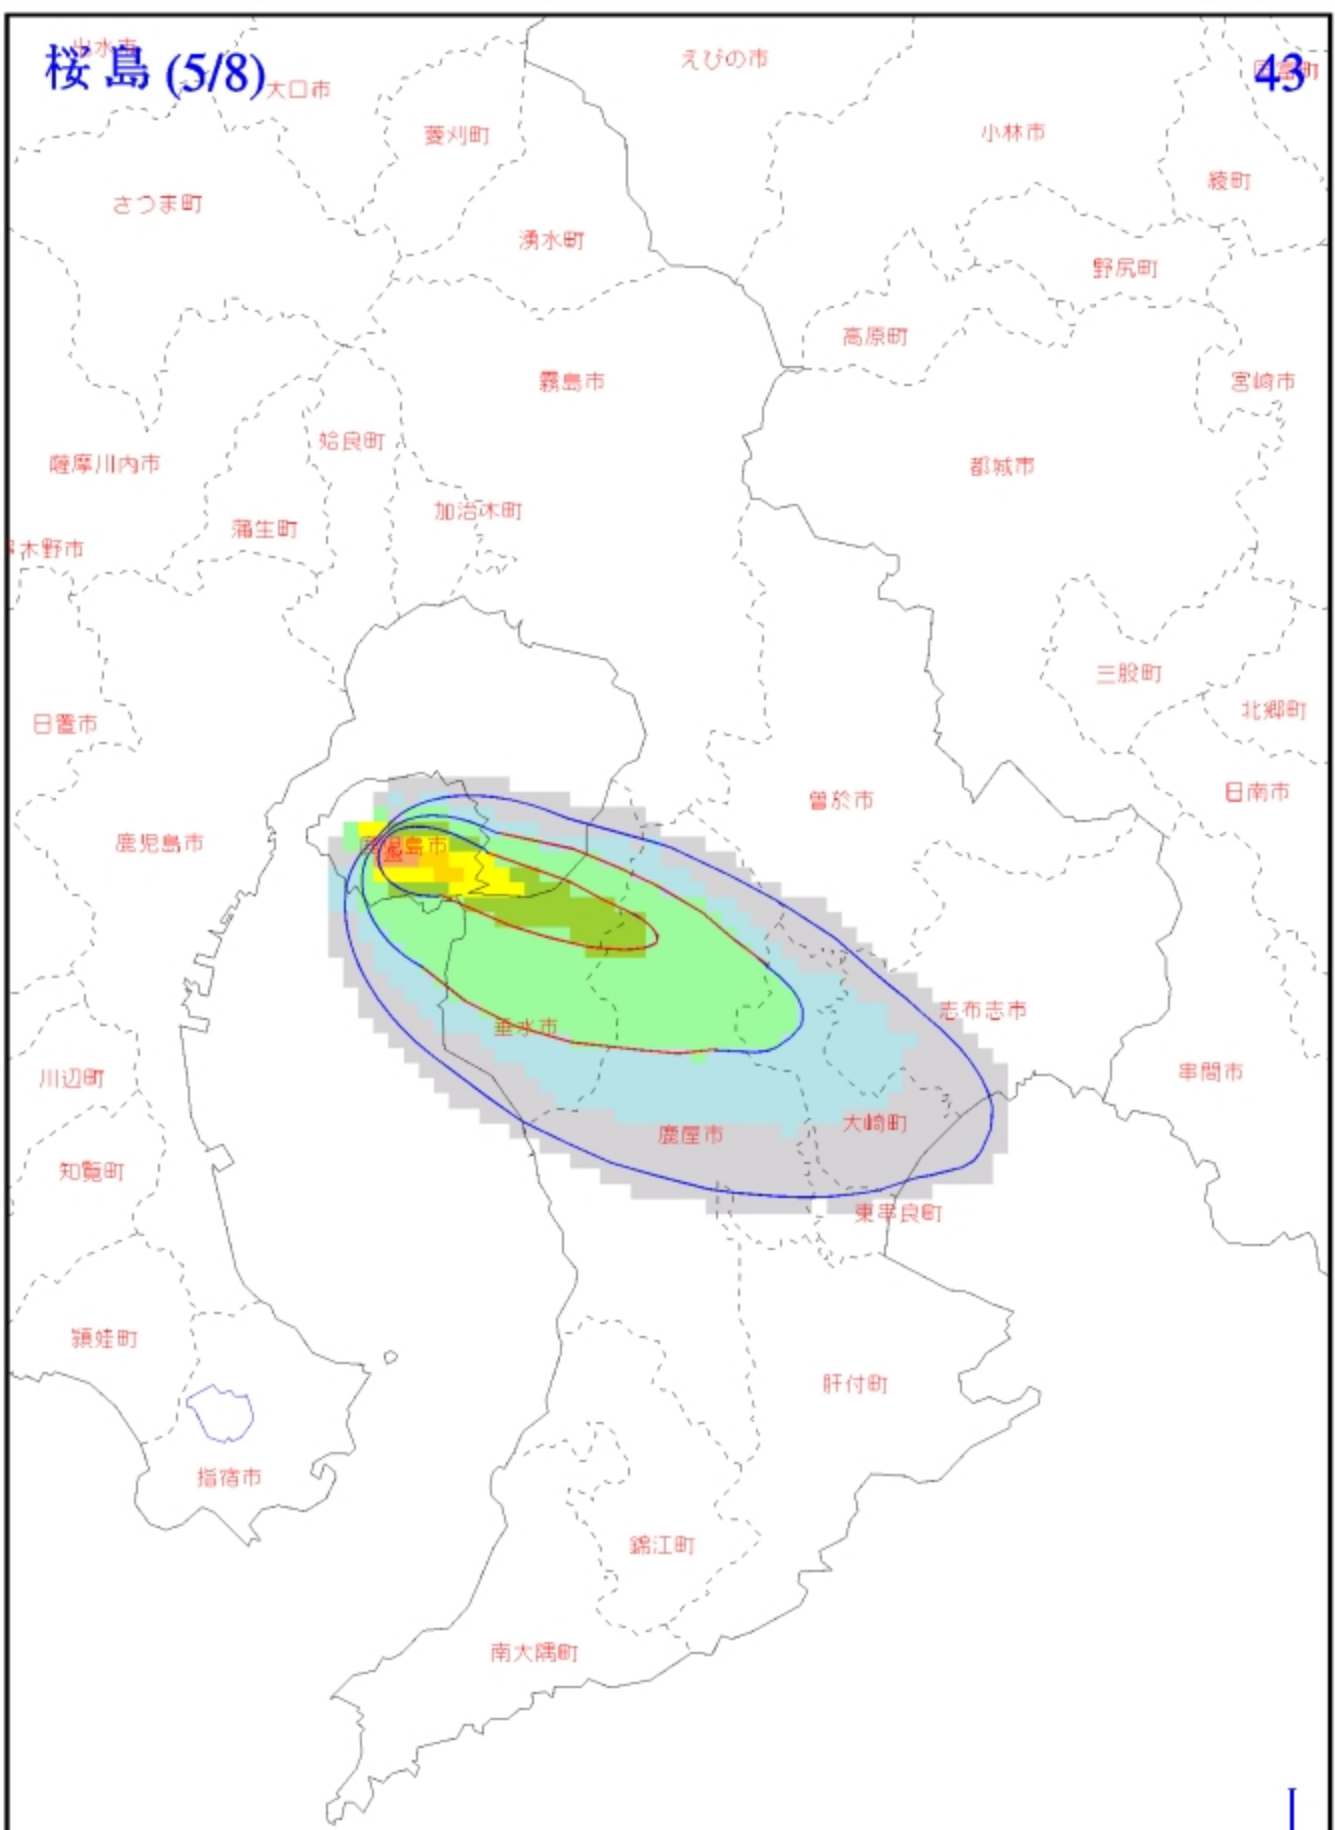 桜島 (5/8)
43
出水市
えびの市
大口市
菱刈町
小林市
綾町
さつま町
湧水町
野尻町
高原町
霧島市
宮崎市
姶良町
薩摩川内市
都城市
加治木町
蒲生町
木野市
三股町
北郷町
日置市
日南市
曽於市
鹿児島市
鹿児島市
志布志市
垂水市
川辺町
串間市
大崎町
鹿屋市
知覧町
東串良町
頴娃町
肝付町
指宿市
錦江町
南大隅町